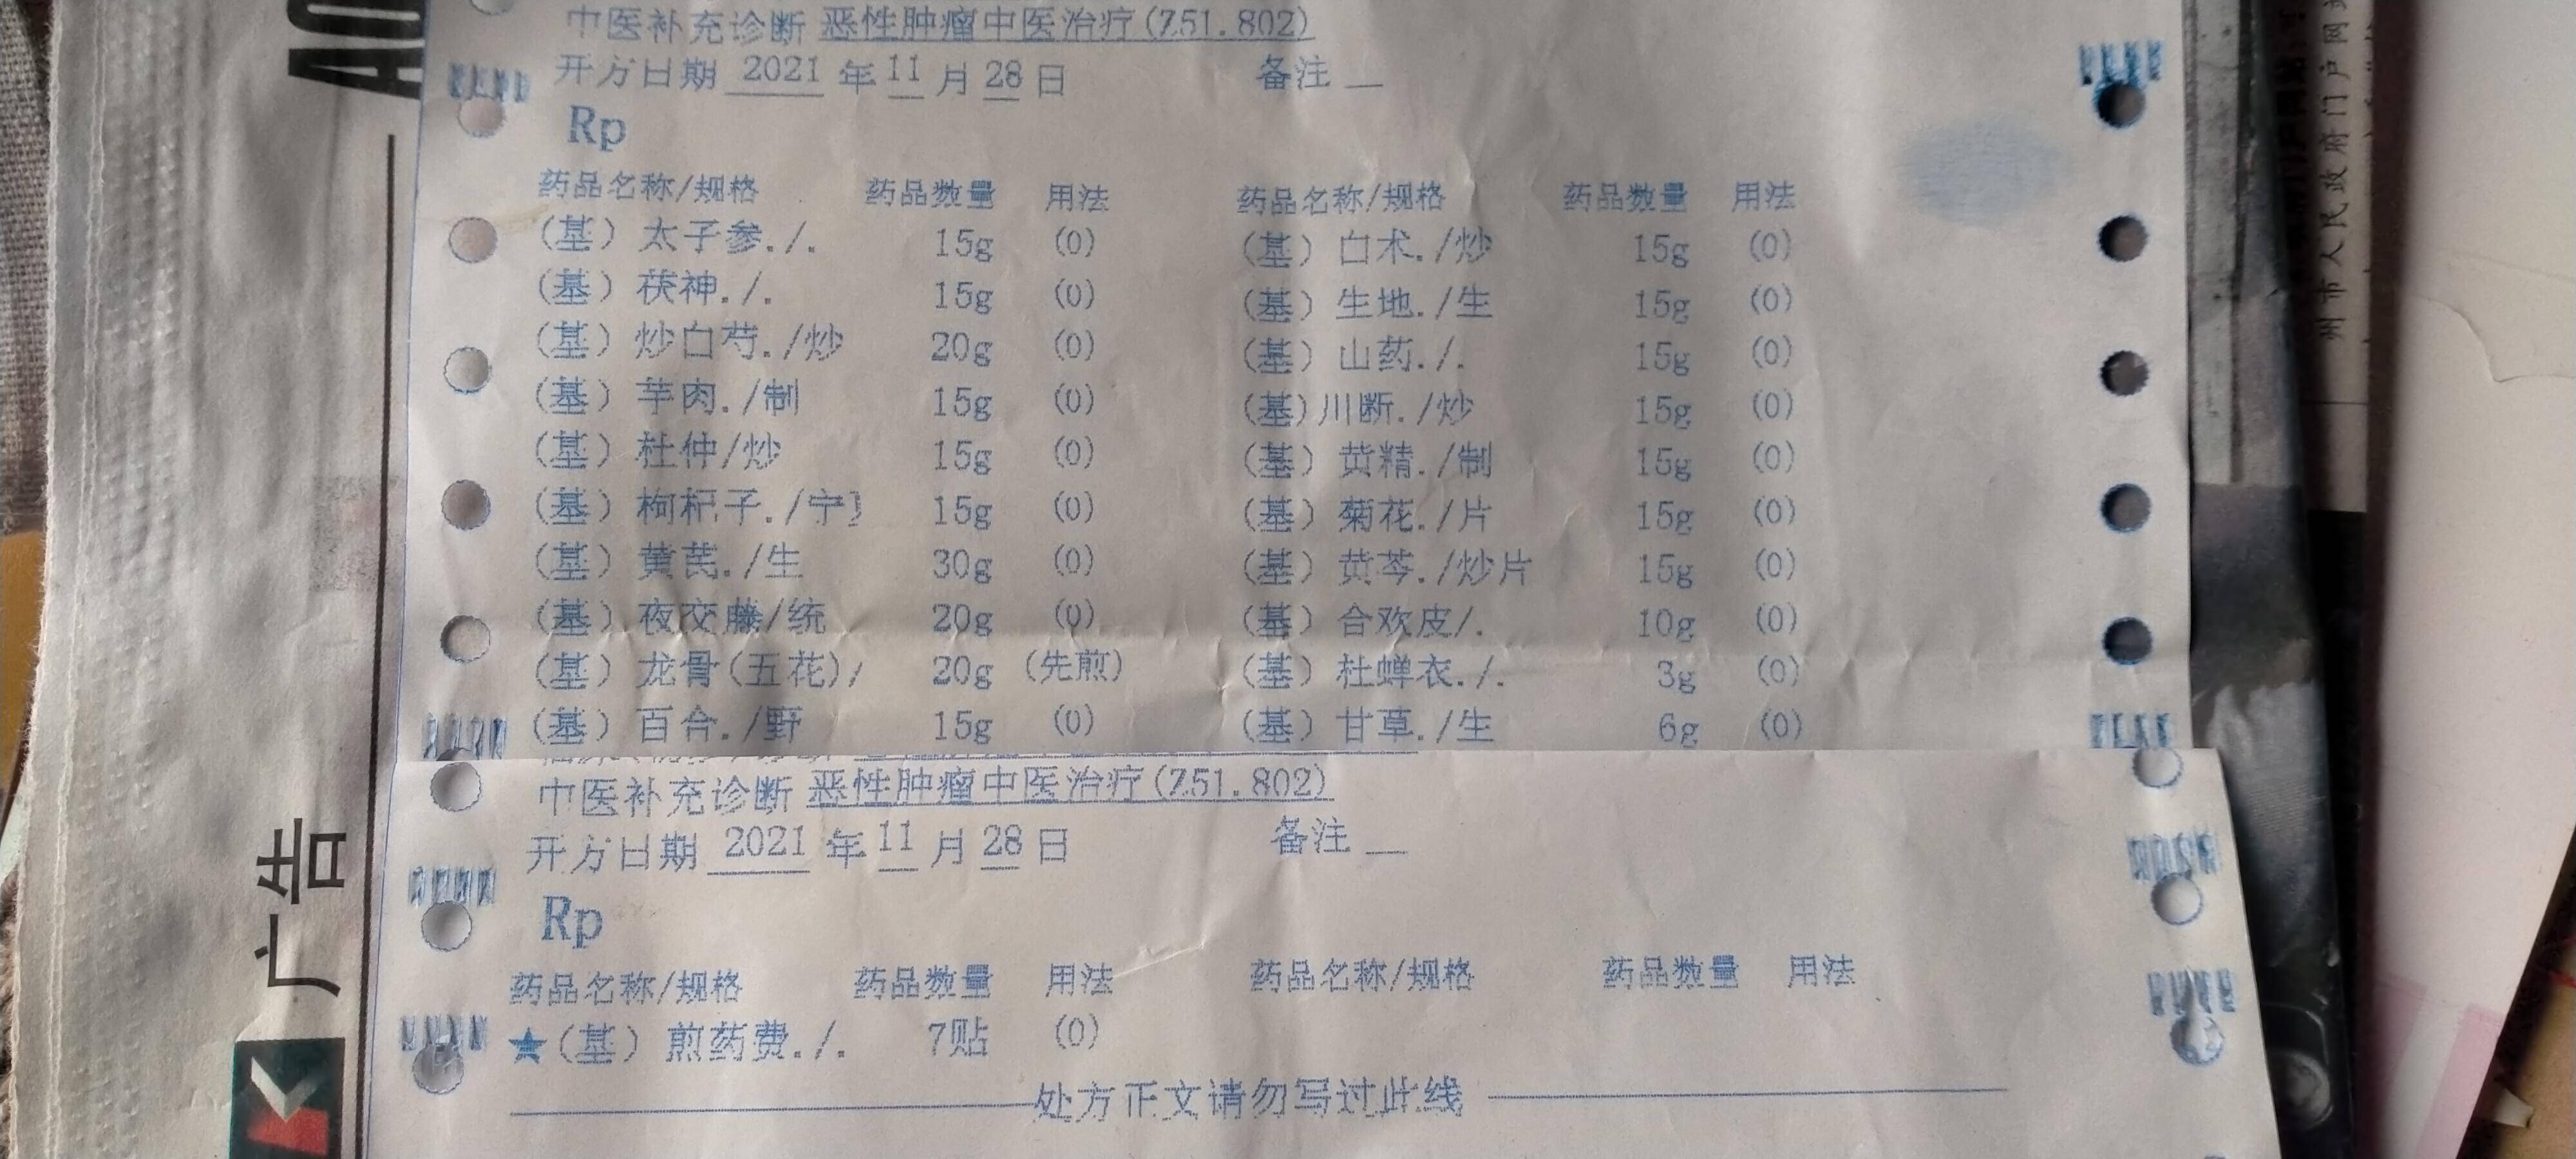 中医补充诊断 恶性肿瘤中医治疗(Z51.802)
开方日期 2021 年 11 月 28 日 备注
Rp
药品名称/规格 药品数量 用法 药品名称/规格 药品数量 用法
(基) 太子参./. 15g (0) (基) 白术./炒 15g (0)
(基) 茯神./. 15g (0) (基) 生地./生 15g (0)
(基) 炒白芍./炒 20g (0) (基) 山药./. 15g (0)
(基) 芋肉./制 15g (0) (基)川断./炒 15g (0)
(基) 杜仲/炒 15g (0) (基) 黄精./制 15g (0)
(基) 枸杞子./宁 15g (0) (基) 菊花./片 15g (0)
(基) 黄芪./生 30g (0) (基) 黄芩./炒片 15g (0)
(基) 夜交藤/统 20g (0) (基) 合欢皮/. 10g (0)
(基) 龙骨(五花)/ 20g (先煎) (基) 杜蝉衣./. 3g (0)
(基) 百合./野 15g (0) (基) 甘草./生 6g (0)
中医补充诊断 恶性肿瘤中医治疗(Z51.802)
开方日期 2021 年 11 月 28 日 备注
Rp
药品名称/规格 药品数量 用法 药品名称/规格 药品数量 用法
★(基) 煎药费./. 7贴 (0)
处方正文请勿写过此线
广告
州市人民政府门户网